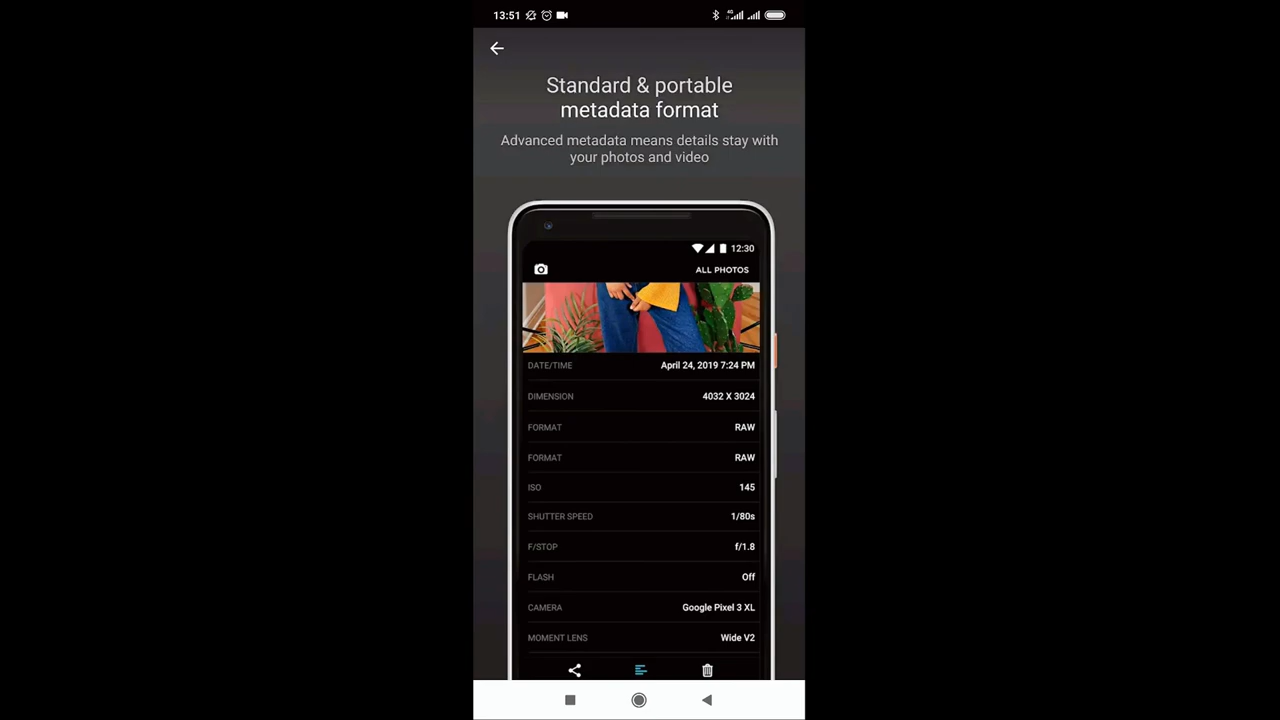 13:51
4G
Standard & portable
metadata format
Advanced metadata means details stay with
your photos and video
12:30
ALL PHOTOS
DATE/TIME April 24, 2019 7:24 PM
DIMENSION 4032 X 3024
FORMAT RAW
FORMAT RAW
ISO 145
SHUTTER SPEED 1/80s
F/STOP f/1.8
FLASH Off
CAMERA Google Pixel 3 XL
MOMENT LENS Wide V2